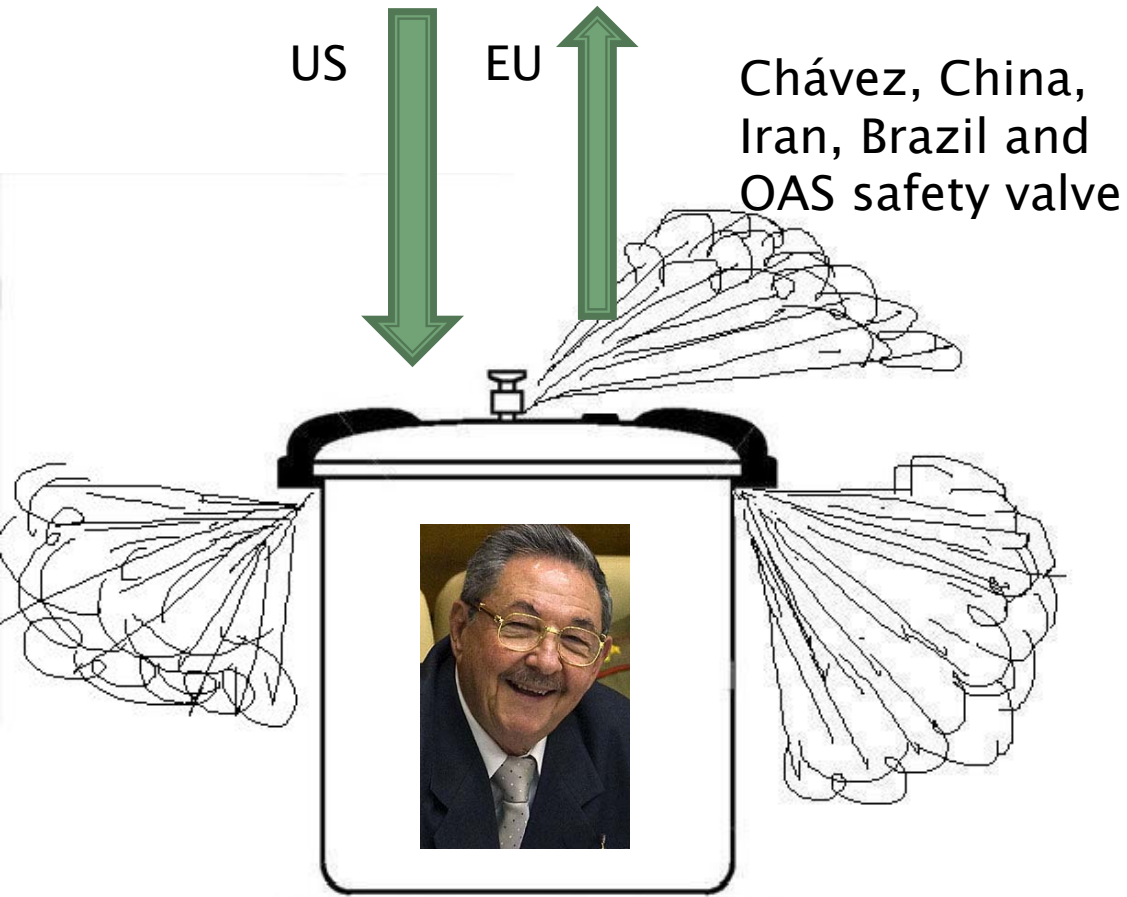 US
EU
Chávez, China,
Iran, Brazil and
OAS safety valve